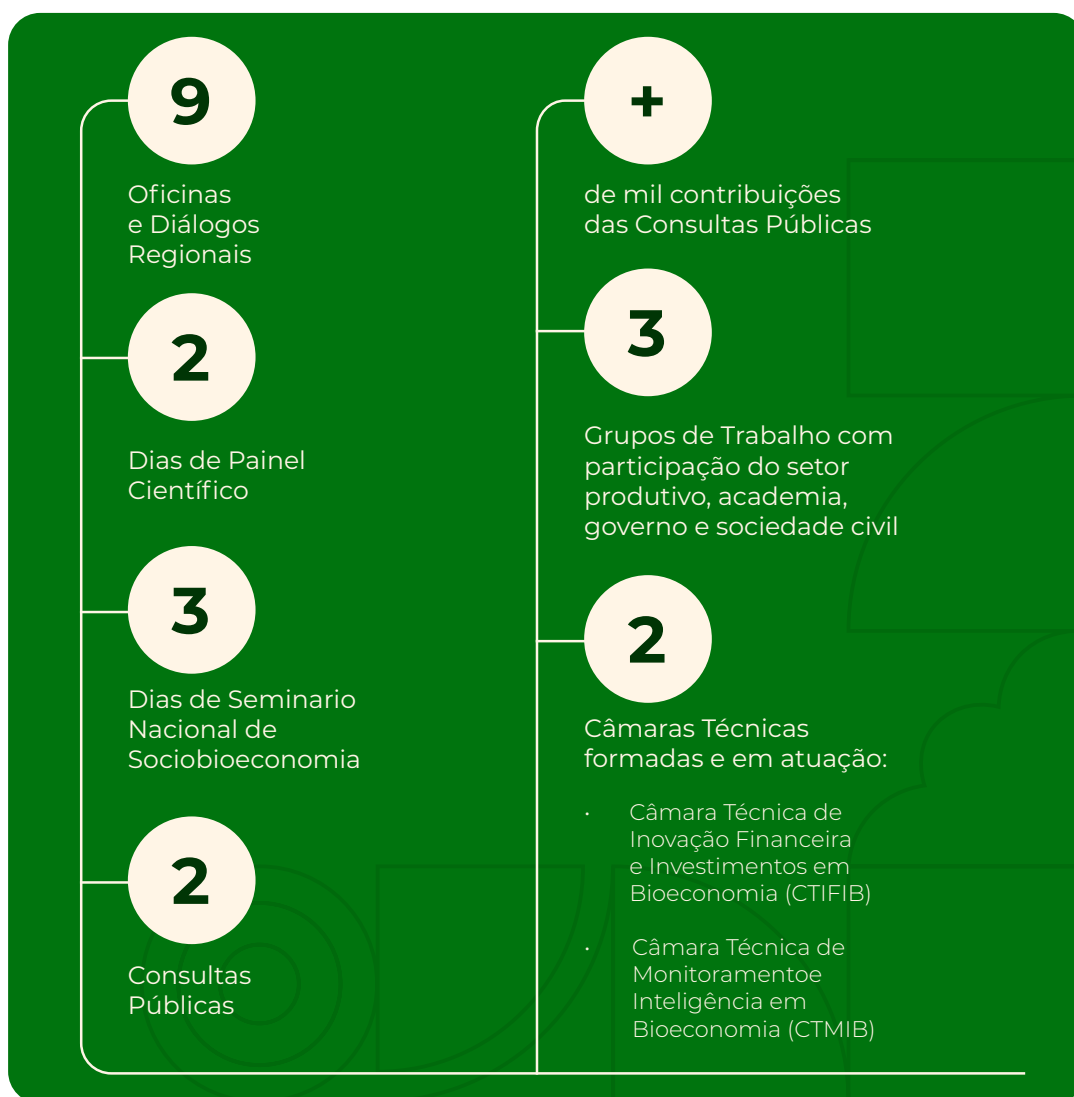 9
Oficinas
e Diálogos
Regionais
2
Dias de Painel
Científico
3
Dias de Seminario
Nacional de
Sociobioeconomia
2
Consultas
Públicas
+
de mil contribuições
das Consultas Públicas
3
Grupos de Trabalho com
participação do setor
produtivo, academia,
governo e sociedade civil
2
Câmaras Técnicas
formadas e em atuação:
• Câmara Técnica de
Inovação Financeira
e Investimentos em
Bioeconomia (CTIFIB)
• Câmara Técnica de
Monitoramentoe
Inteligência em
Bioeconomia (CTMIB)